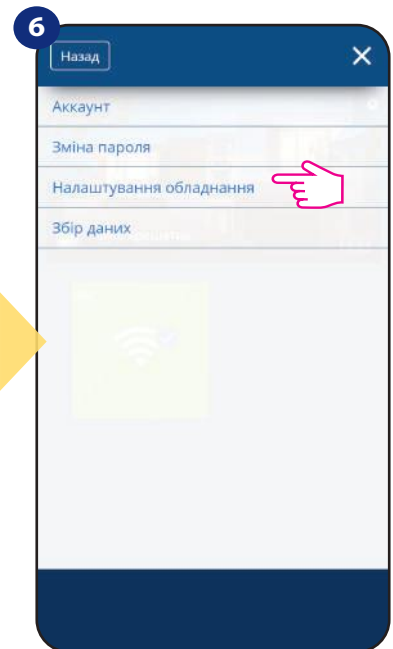 6
Назад
Аккаунт
Зміна пароля
Налаштування обладнання
Збір даних